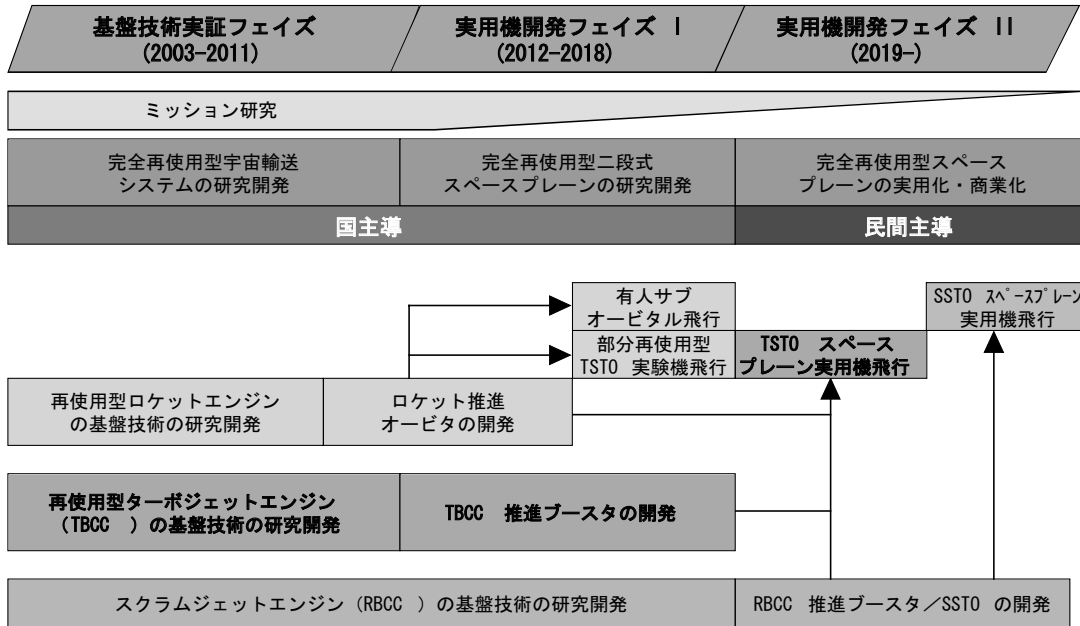 基盤技術実証フェイズ
(2003-2011)
実用機開発フェイズ I
(2012-2018)
実用機開発フェイズ II
(2019-)
ミッション研究
完全再使用型宇宙輸送
システムの研究開発
完全再使用型二段式
スペースプレーンの研究開発
完全再使用型スペース
プレーンの実用化・商業化
国主導
民間主導
有人サブ
オービタル飛行
SSTO スペースプレーン
実用機飛行
部分再使用型
TSTO 実験機飛行
TSTO スペース
プレーン実用機飛行
再使用型ロケットエンジン
の基盤技術の研究開発
ロケット推進
オービタの開発
再使用型ターボジェットエンジン
(TBCC )の基盤技術の研究開発
TBCC 推進ブースタの開発
スクラムジェットエンジン(RBCC )の基盤技術の研究開発
RBCC 推進ブースタ/SSTO の開発